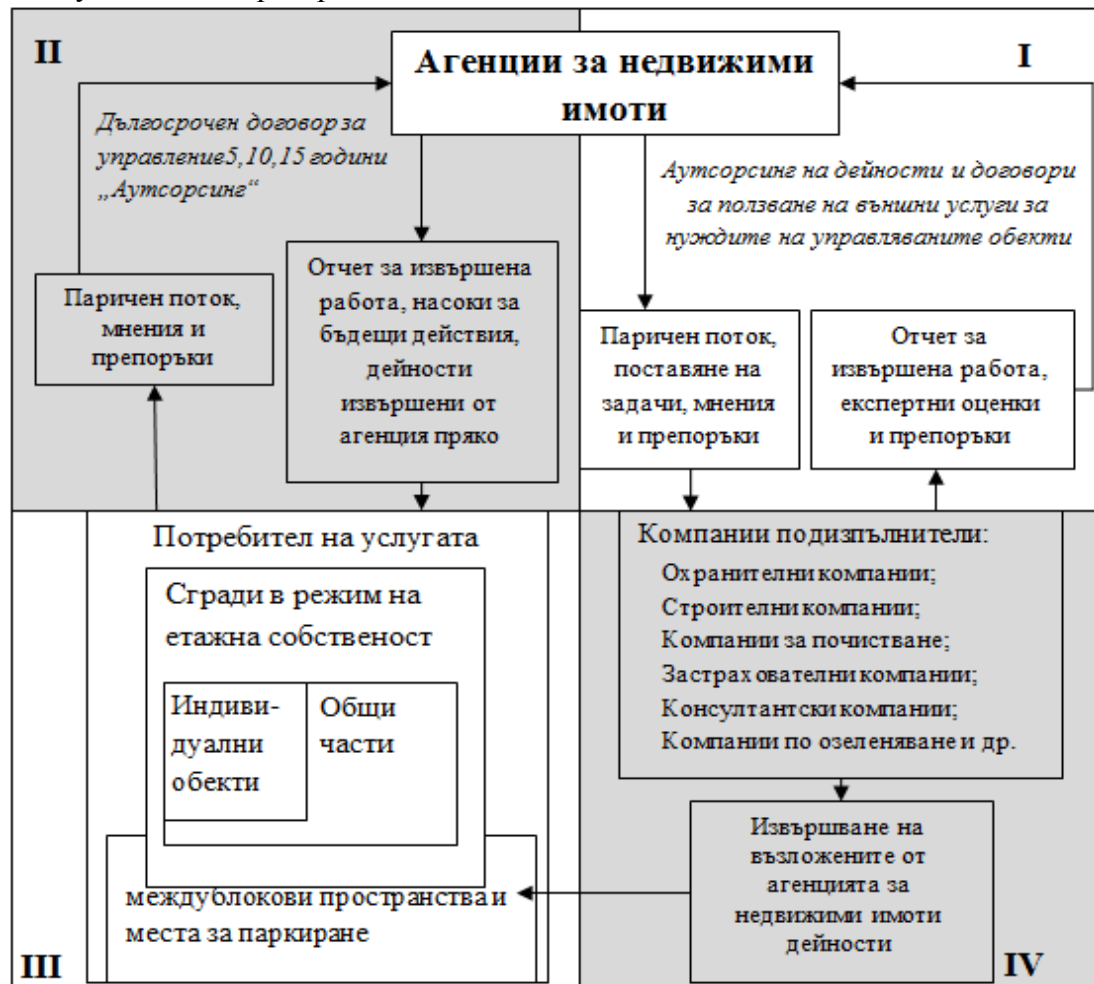 II
Агенции за недвижими
имоти
I
Дългосрочен договор за
управление5,10,15 години
„Аутсорсинг“
Аутсорсинг на дейности и договори
за ползване на външни услуги за
нуждите на управляваните обекти
Паричен поток,
мнения и
препоръки
Отчет за извършена
работа, насоки за
бъдещи действия,
дейности
извършени от
агенция пряко
Паричен поток,
поставяне на
задачи, мнения
и препоръки
Отчет за
извършена работа,
експертни оценки
и препоръки
Потребител на услугата
Сгради в режим на
етажна собственост
Индиви-
дуални
обекти
Общи
части
междублокови пространства и
места за паркиране
III
Компании подизпълнители:
Охранителни компании;
Строителни компании;
Компании за почистване;
Застрахователни компании;
Консултантски компании;
Компании по озеленяване и др.
Извършване на
възложените от
агенцията за
недвижими имоти
дейности
IV